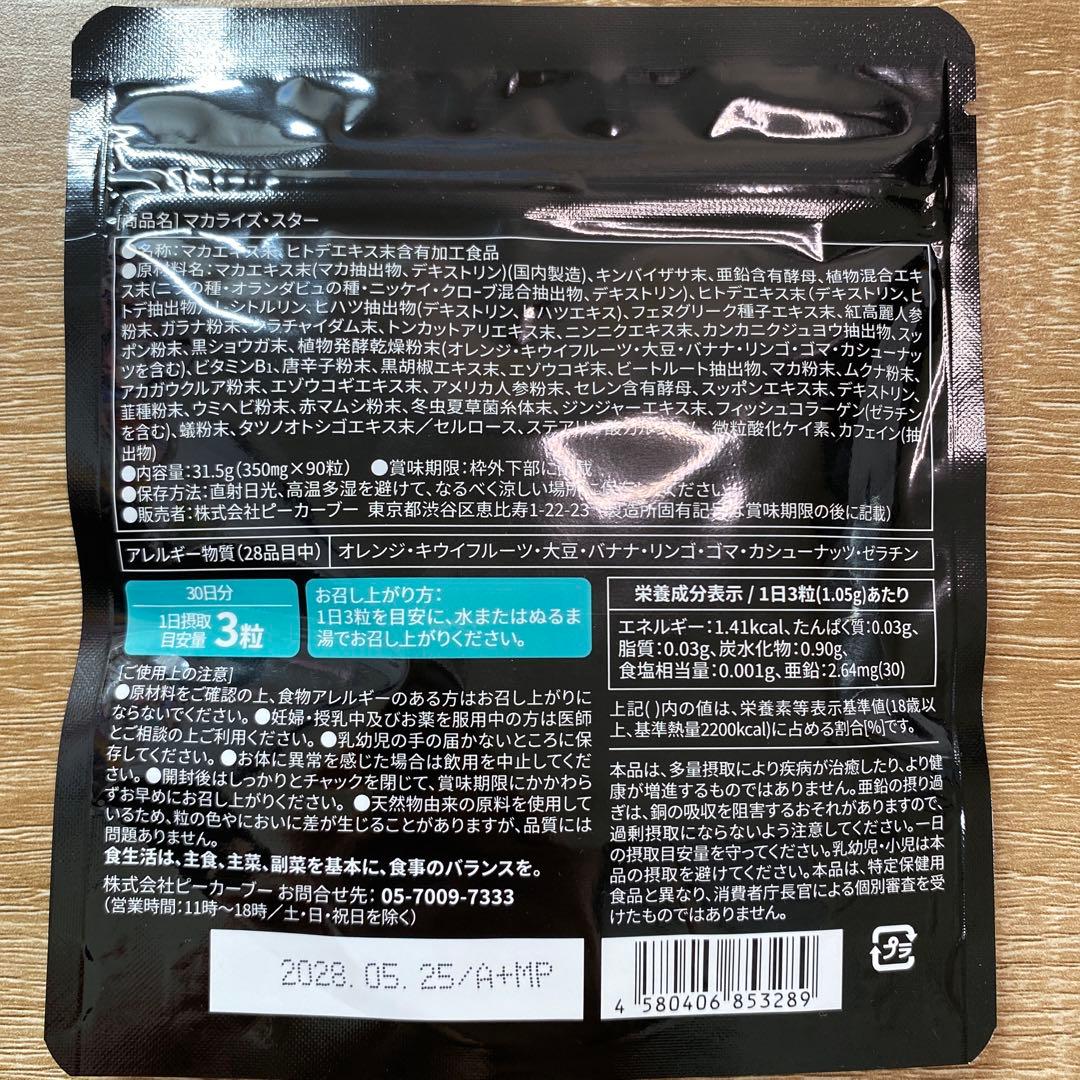 [商品名]マカライズ・スター
●名称:マカエキス末、ヒトデエキス末含有加工食品
●原材料名:マカエキス末(マカ抽出物、デキストリン)(国内製造)、キンバイザサ末、亜鉛含有酵母、植物混合エキ
ス末(ニラの種・オランダビュの種・ニッケイ・クローブ混合抽出物、デキストリン)、ヒトデエキス末(デキストリン、ヒト
デ抽出物)、L-シトルリン、ヒハツ抽出物(デキストリン、ヒハツエキス)、フェヌグリーク種子エキス末、紅高麗人参
粉末、ガラナ粉末、クラチャイダム末、トンカットアリエキス末、ニンニクエキス末、カンカニクジュヨウ抽出物、スッ
ポン粉末、黒ショウガ末、植物発酵乾燥粉末(オレンジ・キウイフルーツ・大豆・バナナ・リンゴ・ゴマ・カシューナッ
ツを含む)、ビタミンB₁、唐辛子粉末、黒胡椒エキス末、エゾウコギ末、ビートルート抽出物、マカ粉末、ムクナ粉末、
アカガウクルア粉末、エゾウコギエキス末、アメリカ人参粉末、セレン含有酵母、スッポンエキス末、デキストリン、
韮種粉末、ウミヘビ粉末、赤マムシ粉末、冬虫夏草菌糸体末、ジンジャーエキス末、フィッシュコラーゲン(ゼラチン
を含む)、蟻粉末、タツノオトシゴエキス末/セルロース、ステアリン酸カルシウム、微粒酸化ケイ素、カフェイン(抽
出物)
●内容量:31.5g(350mg×90粒) ●賞味期限:枠外下部に記載
●保存方法:直射日光、高温多湿を避けて、なるべく涼しい場所に保存してください。
●販売者:株式会社ピーカーブー 東京都渋谷区恵比寿1-22-23 (製造所固有記号は賞味期限の後に記載)
アレルギー物質(28品目中) オレンジ・キウイフルーツ・大豆・バナナ・リンゴ・ゴマ・カシューナッツ・ゼラチン
30日分
1日摂取
目安量 3粒
お召し上がり方:
1日3粒を目安に、水またはぬるま
湯でお召し上がりください。
[ご使用上の注意]
●原材料をご確認の上、食物アレルギーのある方はお召し上がりに
ならないでください。●妊婦・授乳中及びお薬を服用中の方は医師
とご相談の上ご利用ください。●乳幼児の手の届かないところに保
存してください。●お体に異常を感じた場合は飲用を中止してくだ
さい。●開封後はしっかりとチャックを閉じて、賞味期限にかかわら
ずお早めにお召し上がりください。●天然物由来の原料を使用して
いるため、粒の色やにおいに差が生じることがありますが、品質には
問題ありません。
食生活は、主食、主菜、副菜を基本に、食事のバランスを。
株式会社ピーカーブー お問合せ先:05-7009-7333
(営業時間:11時〜18時/土・日・祝日を除く)
栄養成分表示 / 1日3粒(1.05g)あたり
エネルギー:1.41kcal、たんぱく質:0.03g、
脂質:0.03g、炭水化物:0.90g、
食塩相当量:0.001g、亜鉛:2.64mg(30)
上記( )内の値は、栄養素等表示基準値(18歳以
上、基準熱量2200kcal)に占める割合[%]です。
本品は、多量摂取により疾病が治癒したり、より健
康が増進するものではありません。亜鉛の摂り過
ぎは、銅の吸収を阻害するおそれがありますので、
過剰摂取にならないよう注意してください。一日
の摂取目安量を守ってください。乳幼児・小児は本
品の摂取を避けてください。本品は、特定保健用
食品と異なり、消費者庁長官による個別審査を受
けたものではありません。
2028.05.25/A+MP
4 580406 853289
プラ